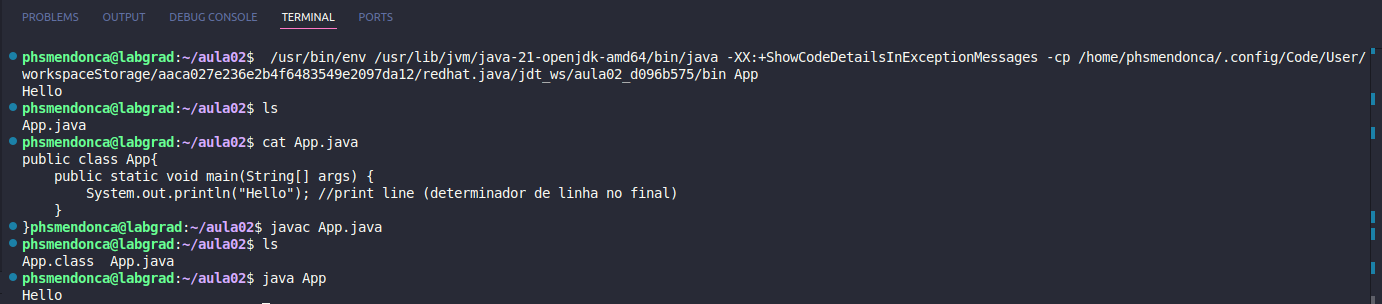 PROBLEMS OUTPUT DEBUG CONSOLE TERMINAL PORTS
phsmendonca@labgrad:~/aula02$  /usr/bin/env /usr/lib/jvm/java-21-openjdk-amd64/bin/java -XX:+ShowCodeDetailsInExceptionMessages -cp /home/phsmendonca/.config/Code/User/
workspaceStorage/aaca027e236e2b4f6483549e2097da12/redhat.java/jdt_ws/aula02_d096b575/bin App
Hello
phsmendonca@labgrad:~/aula02$ ls
App.java
phsmendonca@labgrad:~/aula02$ cat App.java
public class App{
    public static void main(String[] args) {
        System.out.println("Hello"); //print line (determinador de linha no final)
    }
}phsmendonca@labgrad:~/aula02$ javac App.java
phsmendonca@labgrad:~/aula02$ ls
App.class  App.java
phsmendonca@labgrad:~/aula02$ java App
Hello